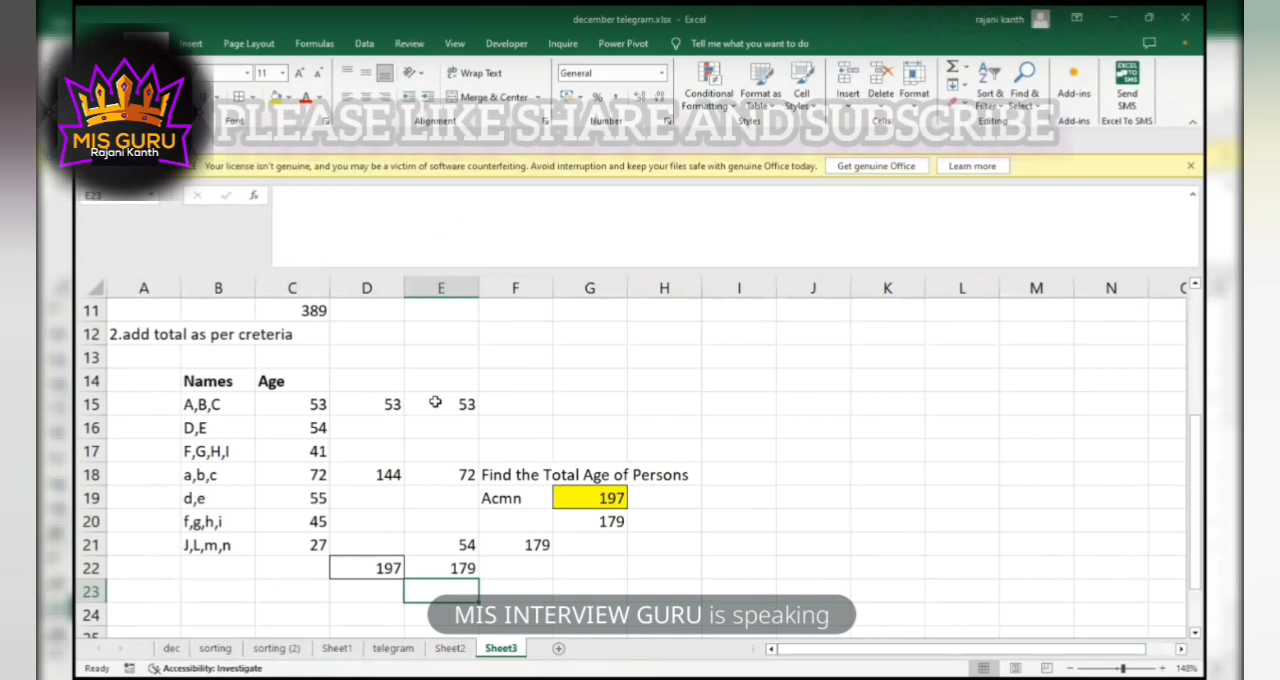 december telegram.xlsx - Excel
rajani kanth
Insert Page Layout Formulas Data Review View Developer Inquire Power Pivot Tell me what you want to do
11 Wrap Text General Conditional Formatting Format as Table Cell Styles Insert Delete Format Sort & Filter Find & Select Add-ins Send SMS
EXCEL TO SMS
Merge & Center
Alignment Number Styles Cells Editing Add-ins Excel To SMS
MIS GURU
Rajani Kanth
PLEASE LIKE SHARE AND SUBSCRIBE
Your license isn't genuine, and you may be a victim of software counterfeiting. Avoid interruption and keep your files safe with genuine Office today. Get genuine Office Learn more
E23 fx
A B C D E F G H I J K L M N
11 389
12 2.add total as per creteria
13
14 Names Age
15 A,B,C 53 53 53
16 D,E 54
17 F,G,H,I 41
18 a,b,c 72 144 72 Find the Total Age of Persons
19 d,e 55 Acmn 197
20 f,g,h,i 45 179
21 J,L,m,n 27 54 179
22 197 179
23
24
MIS INTERVIEW GURU is speaking
dec sorting sorting (2) Sheet1 telegram Sheet2 Sheet3
Ready Accessibility: Investigate 148%